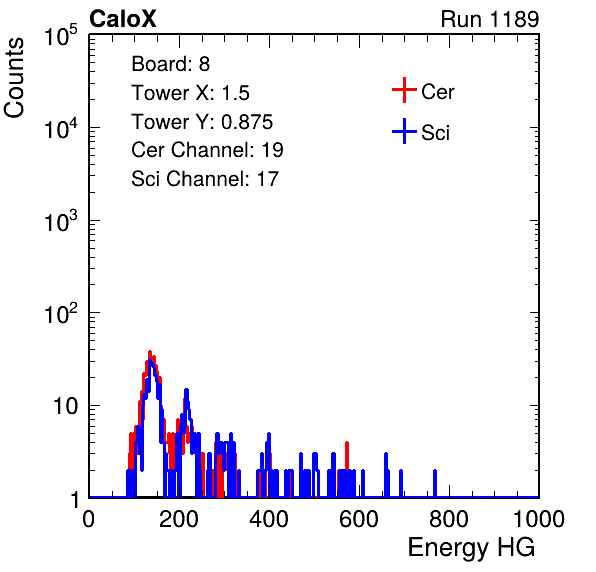 CaloX Run 1189
Counts
Board: 8
Tower X: 1.5
Tower Y: 0.875
Cer Channel: 19
Sci Channel: 17
Cer
Sci
10^5
10^4
10^3
10^2
10
1
0 200 400 600 800 1000
Energy HG